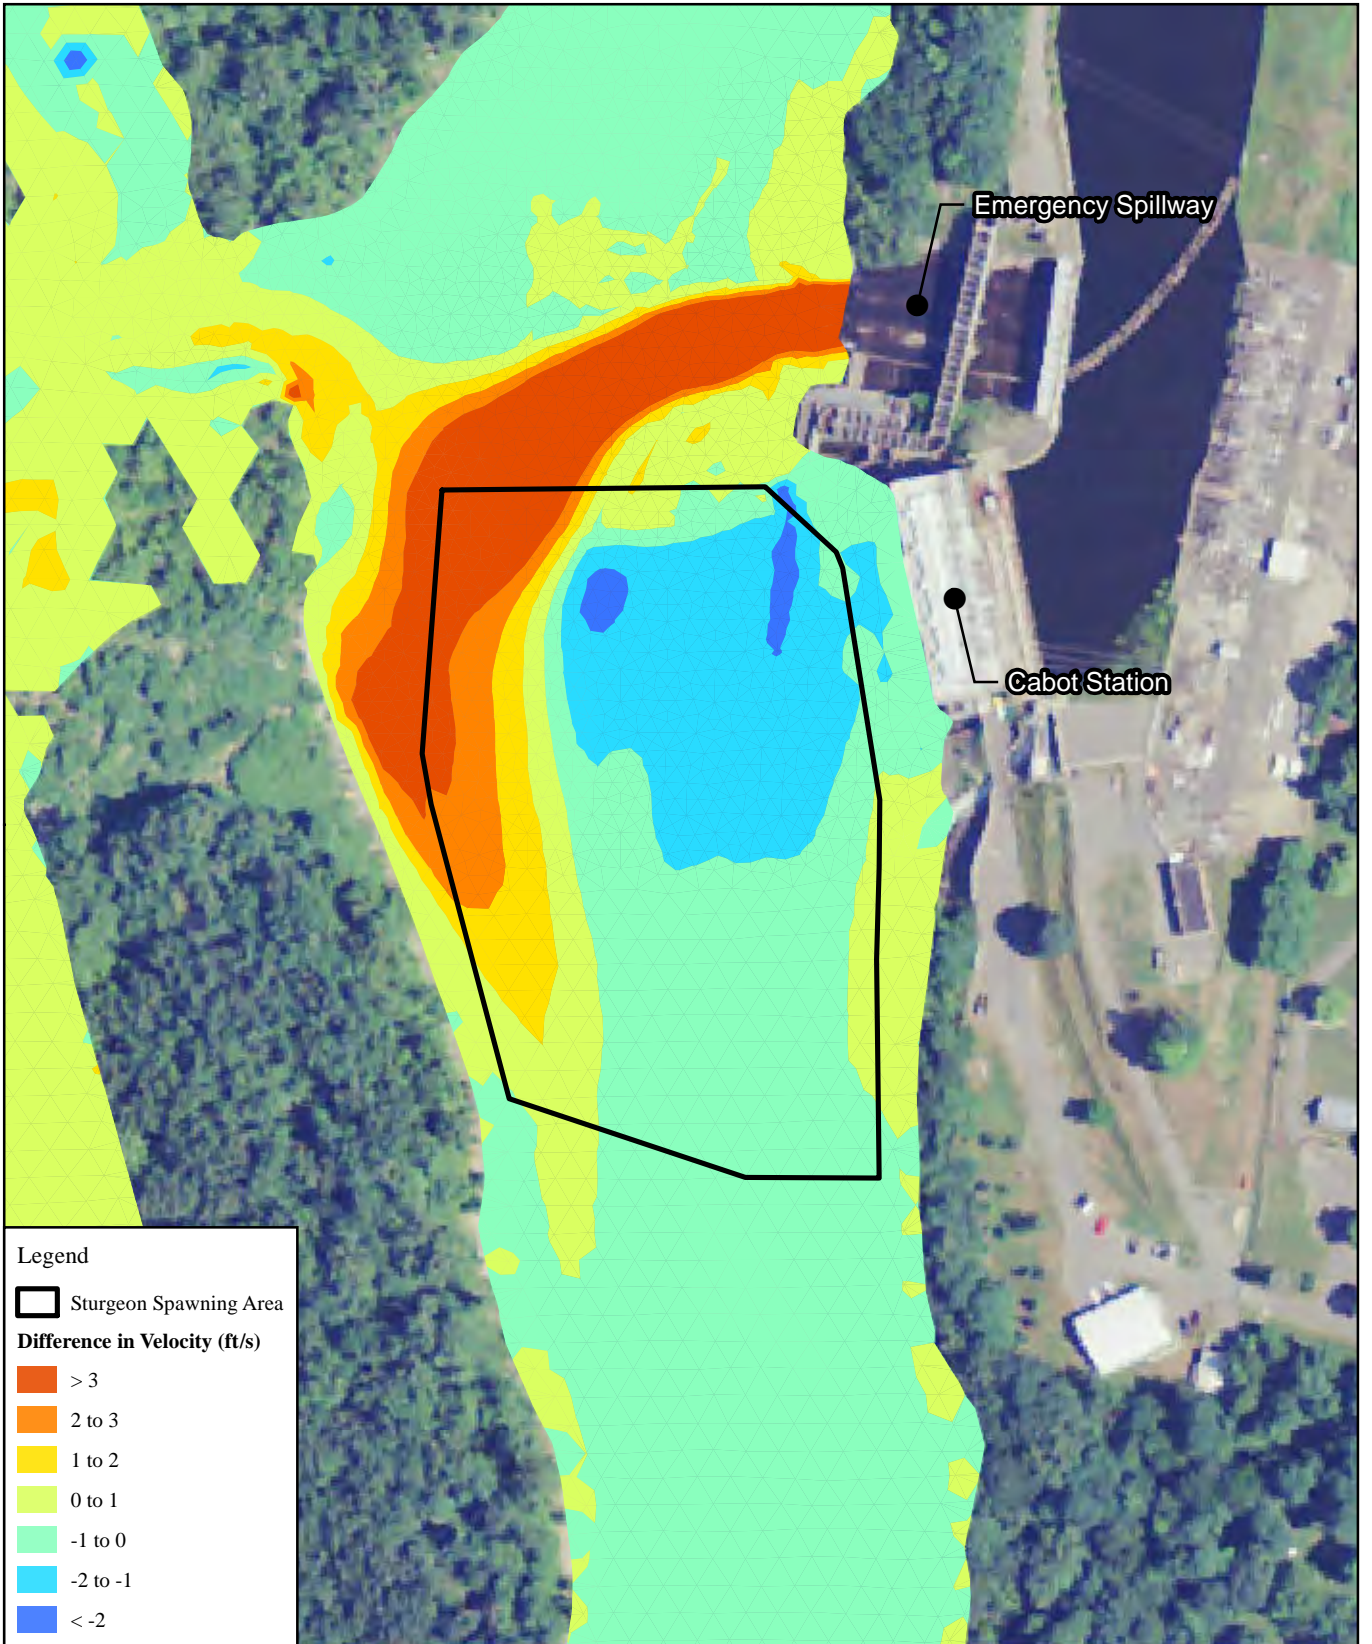 Emergency Spillway
Cabot Station
Legend
Sturgeon Spawning Area
Difference in Velocity (ft/s)
> 3
2 to 3
1 to 2
0 to 1
-1 to 0
-2 to -1
< -2